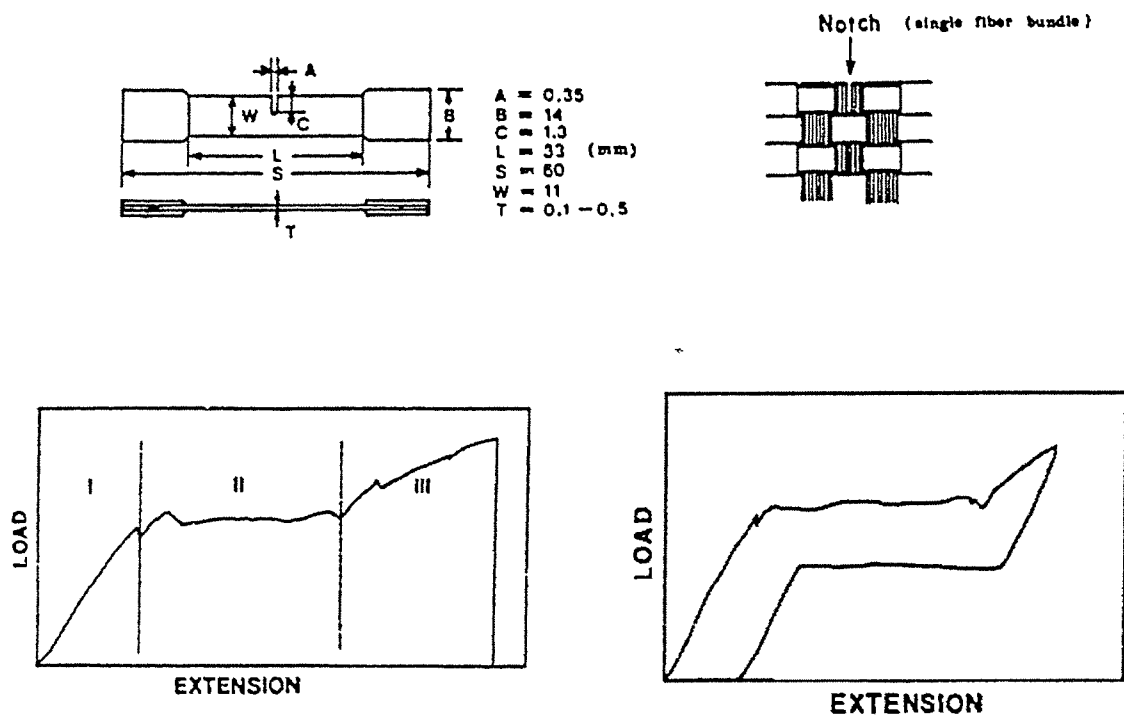 Notch (single fiber bundle)
A
W
C
B
L
S
T
A = 0.35
B = 14
C = 1.3
L = 33 (mm)
S = 60
W = 11
T = 0.1 - 0.5
I
II
III
LOAD
EXTENSION
LOAD
EXTENSION